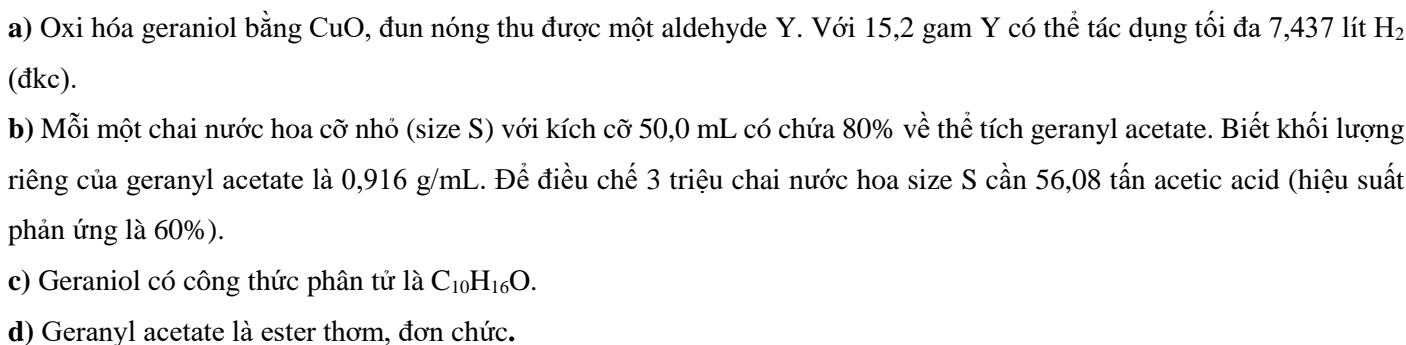 a) Oxi hóa geraniol bằng CuO, đun nóng thu được một aldehyde Y. Với 15,2 gam Y có thể tác dụng tối đa 7,437 lít H₂
(đkc).
b) Mỗi một chai nước hoa cỡ nhỏ (size S) với kích cỡ 50,0 mL có chứa 80% về thể tích geranyl acetate. Biết khối lượng
riêng của geranyl acetate là 0,916 g/mL. Để điều chế 3 triệu chai nước hoa size S cần 56,08 tấn acetic acid (hiệu suất
phản ứng là 60%).
c) Geraniol có công thức phân tử là C₁₀H₁₆O.
d) Geranyl acetate là ester thơm, đơn chức.